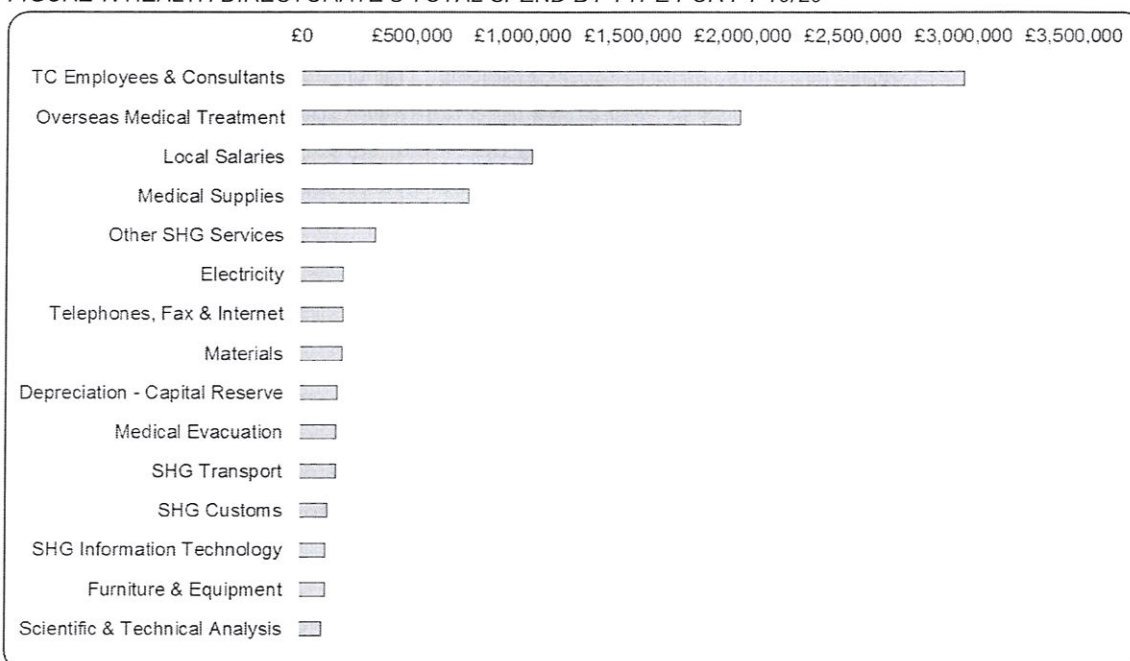 £0 £500,000 £1,000,000 £1,500,000 £2,000,000 £2,500,000 £3,000,000 £3,500,000
TC Employees & Consultants
Overseas Medical Treatment
Local Salaries
Medical Supplies
Other SHG Services
Electricity
Telephones, Fax & Internet
Materials
Depreciation - Capital Reserve
Medical Evacuation
SHG Transport
SHG Customs
SHG Information Technology
Furniture & Equipment
Scientific & Technical Analysis